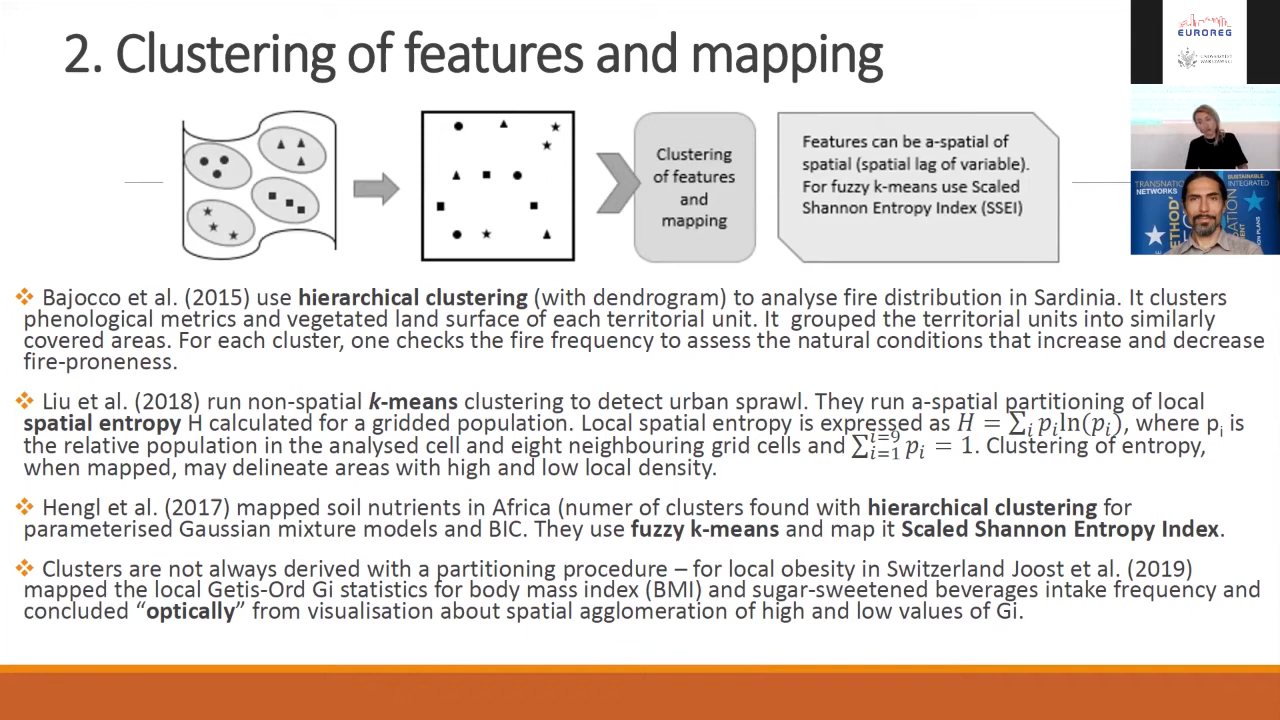 2. Clustering of features and mapping
EUROREG
UNIWERSYTET
WARSZAWSKI
Clustering
of features
and
mapping
Features can be a-spatial of
spatial (spatial lag of variable).
For fuzzy k-means use Scaled
Shannon Entropy Index (SSEI)
TRANSNATIONAL
NETWORKS
SUSTAINABLE
INTEGRATED
Bajocco et al. (2015) use hierarchical clustering (with dendrogram) to analyse fire distribution in Sardinia. It clusters
phenological metrics and vegetated land surface of each territorial unit. It grouped the territorial units into similarly
covered areas. For each cluster, one checks the fire frequency to assess the natural conditions that increase and decrease
fire-proneness.
Liu et al. (2018) run non-spatial k-means clustering to detect urban sprawl. They run a-spatial partitioning of local
spatial entropy H calculated for a gridded population. Local spatial entropy is expressed as H = ∑ᵢ pᵢln(pᵢ), where pᵢ is
the relative population in the analysed cell and eight neighbouring grid cells and ∑ᵢ₌₁ⁱ⁼⁹ pᵢ = 1. Clustering of entropy,
when mapped, may delineate areas with high and low local density.
Hengl et al. (2017) mapped soil nutrients in Africa (numer of clusters found with hierarchical clustering for
parameterised Gaussian mixture models and BIC. They use fuzzy k-means and map it Scaled Shannon Entropy Index.
Clusters are not always derived with a partitioning procedure – for local obesity in Switzerland Joost et al. (2019)
mapped the local Getis-Ord Gi statistics for body mass index (BMI) and sugar-sweetened beverages intake frequency and
concluded “optically” from visualisation about spatial agglomeration of high and low values of Gi.